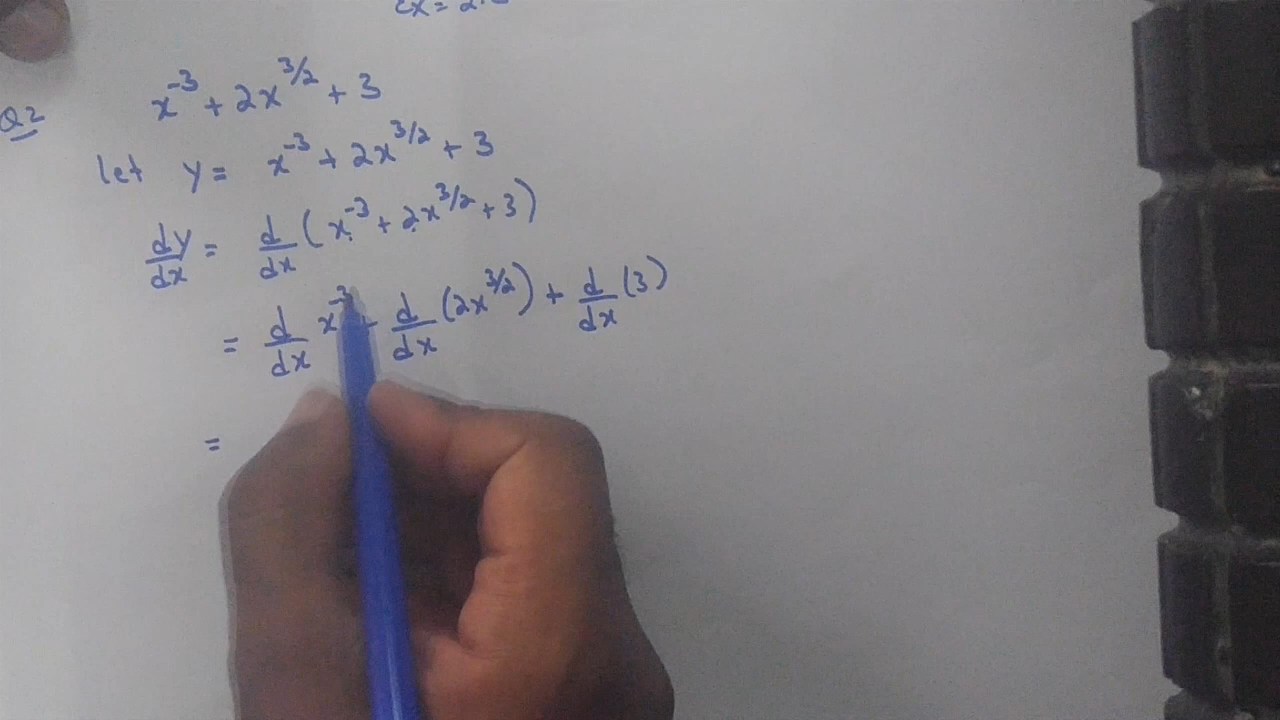 Q2 x⁻³ + 2x^3/2 + 3
let y = x⁻³ + 2x^3/2 + 3
dy/dx = d/dx (x⁻³ + 2x^3/2 + 3)
= d/dx x⁻³ + d/dx (2x^3/2) + d/dx (3)
=